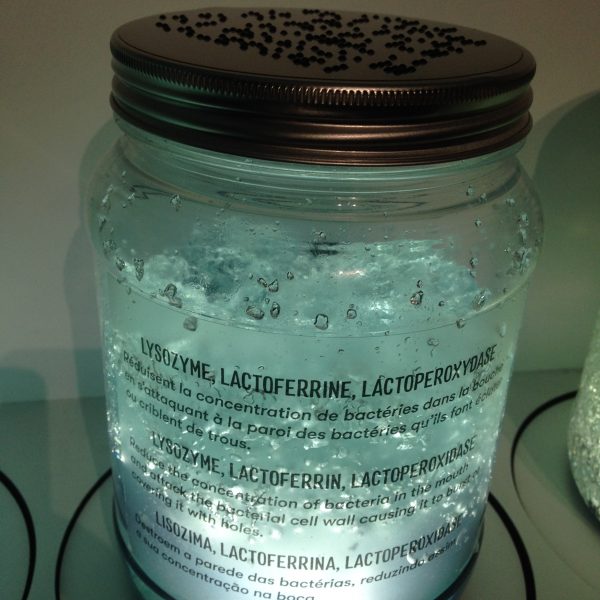 LYSOZYME, LACTOFERRINE, LACTOPEROXYDASE
Réduisent la concentration de bactéries dans la bouche
en s'attaquant à la paroi des bactéries qu'ils font éclater
ou criblent de trous.
LYSOZYME, LACTOFERRIN, LACTOPEROXIDASE
Reduce the concentration of bacteria in the mouth
and attack the bacterial cell wall causing it to burst or
covering it with holes.
LISOZIMA, LACTOFERRINA, LACTOPEROXIDASE
Destroem a parede das bactérias, reduzindo assim
a sua concentração na boca.